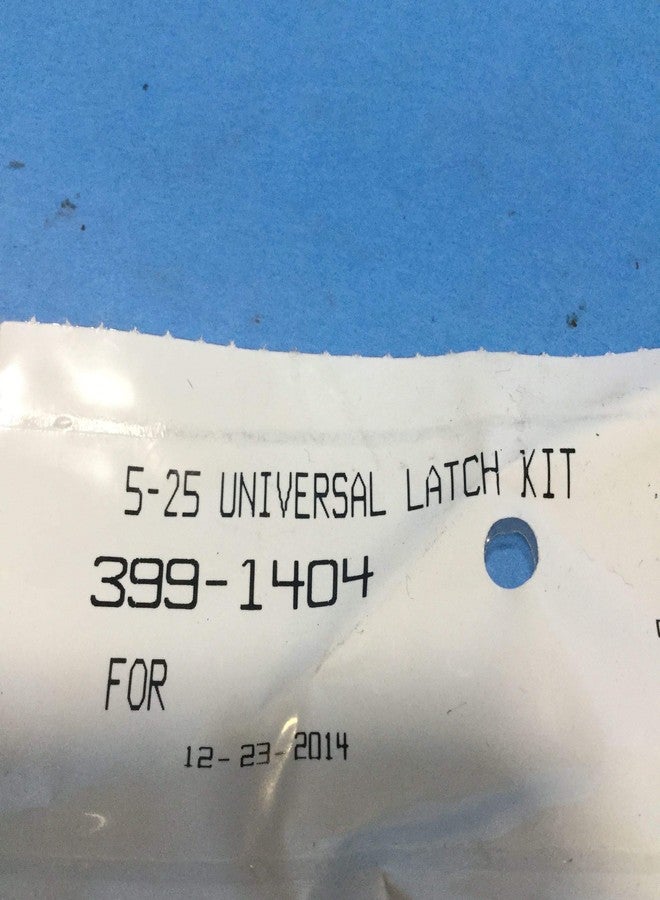 5-25 UNIVERSAL LATCH KIT
399-1404
FOR
12-23-2014